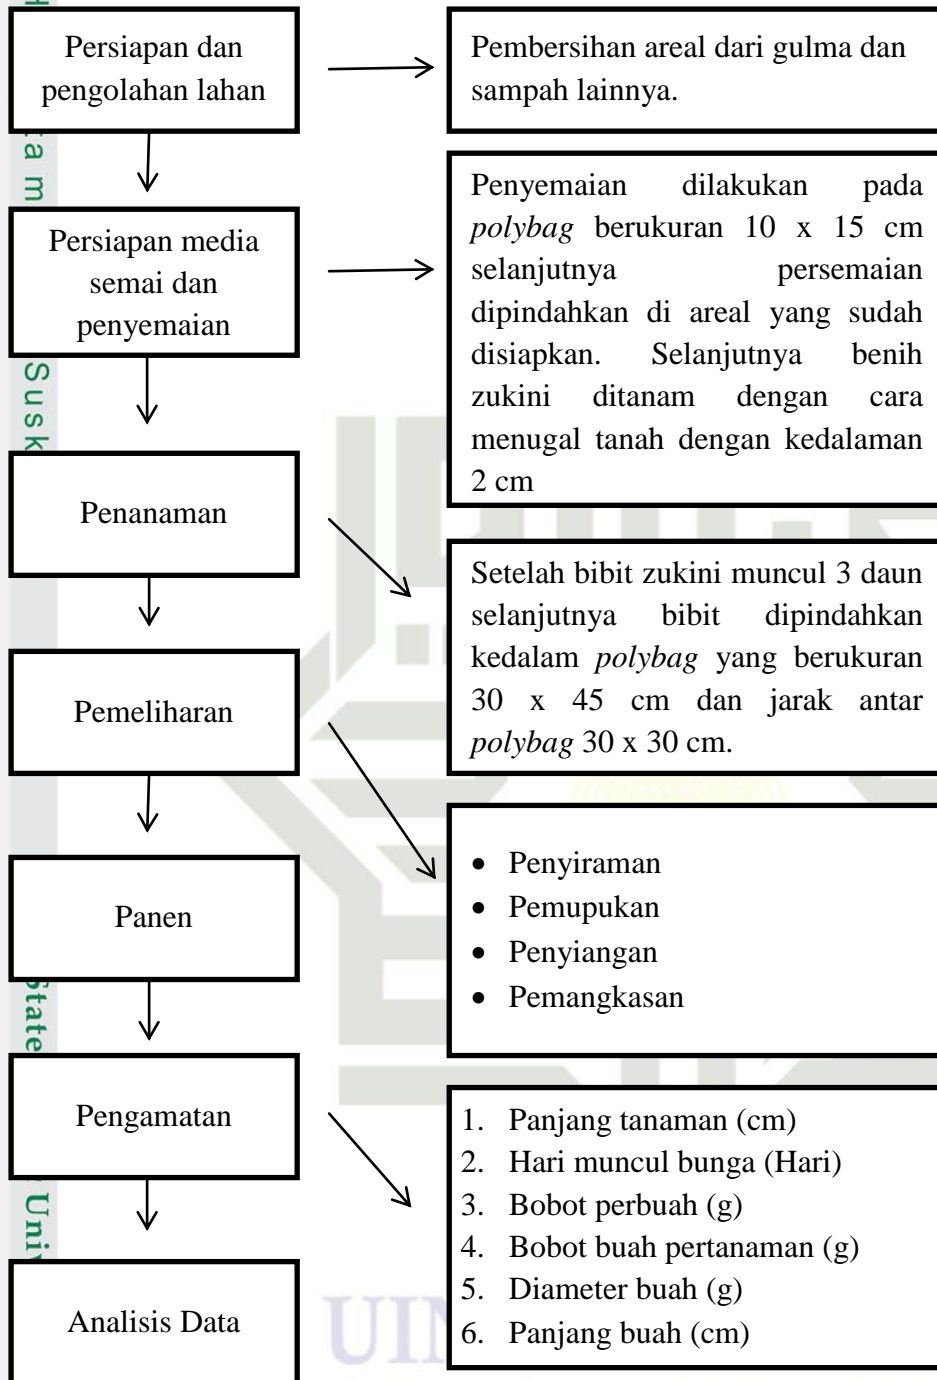 Persiapan dan
pengolahan lahan
Pembersihan areal dari gulma dan
sampah lainnya.
Persiapan media
semai dan
penyemaian
Penyemaian dilakukan pada
polybag berukuran 10 x 15 cm
selanjutnya persemaian
dipindahkan di areal yang sudah
disiapkan. Selanjutnya benih
zukini ditanam dengan cara
menugal tanah dengan kedalaman
2 cm
Penanaman
Setelah bibit zukini muncul 3 daun
selanjutnya bibit dipindahkan
kedalam polybag yang berukuran
30 x 45 cm dan jarak antar
polybag 30 x 30 cm.
Pemeliharan
• Penyiraman
• Pemupukan
• Penyiangan
• Pemangkasan
Panen
Pengamatan
1. Panjang tanaman (cm)
2. Hari muncul bunga (Hari)
3. Bobot perbuah (g)
4. Bobot buah pertanaman (g)
5. Diameter buah (g)
6. Panjang buah (cm)
Analisis Data
State
UIN